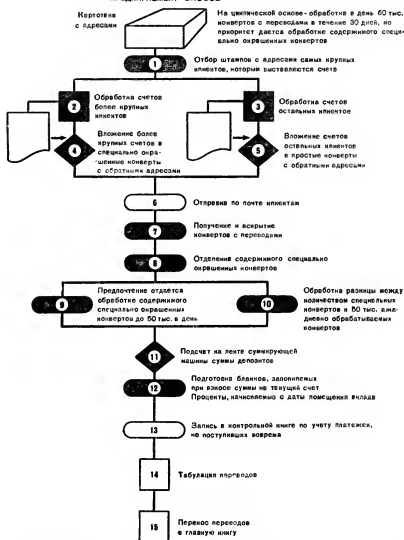 Картотека
с адресами
На циклической основе - обработка в день 50 тыс.
конвертов с переводами в течение 30 дней, но
приоритет дается обработке содержимого специ-
ально окрашенных конвертов
1
Отбор штампов с адресами самых крупных
клиентов, которым выставляются счета
2
Обработка счетов
более крупных
клиентов
3
Обработка счетов
остальных клиентов
4
Вложение более
крупных счетов в
специально окра-
шенные конверты
с обратными адресами
5
Вложение счетов
остальных клиентов
в простые конверты
с обратными адресами
6
Отправка по почте клиентам
7
Получение и вскрытие
конвертов с переводами
8
Отделение содержимого специально
окрашенных конвертов
9
Предпочтение отдается
обработке содержимого
специально окрашенных
конвертов до 50 тыс. в день
10
Обработка разницы между
количеством специальных
конвертов и 50 тыс. еже-
дневно обрабатываемых
конвертов
11
Подсчет на ленте суммирующей
машины суммы депозитов
12
Подготовка бланков, заполняемых
при взносе суммы на текущий счет
Проценты, начисляемые с даты помещения вклада
13
Запись в контрольной книге по учету платежей,
не поступивших вовремя
14
Табуляция переводов
15
Перенос переводов
в главную книгу